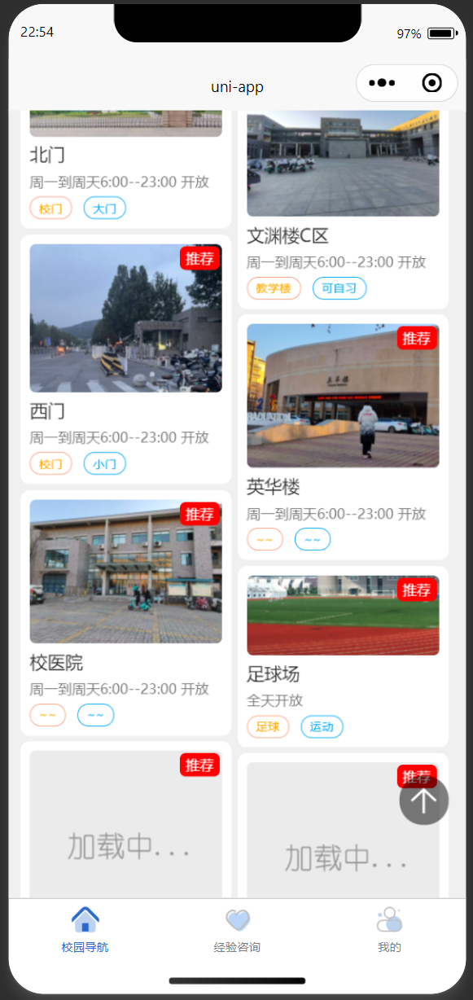 22:54
97%
uni-app
北门
周一到周天6:00--23:00 开放
校门
大门
推荐
西门
周一到周天6:00--23:00 开放
校门
小门
推荐
校医院
周一到周天6:00--23:00 开放
~~
~~
推荐
加载中...
文渊楼C区
周一到周天6:00--23:00 开放
教学楼
可自习
推荐
英华楼
英华楼
周一到周天6:00--23:00 开放
~~
~~
推荐
足球场
全天开放
足球
运动
推荐
加载中...
校园导航
经验咨询
我的